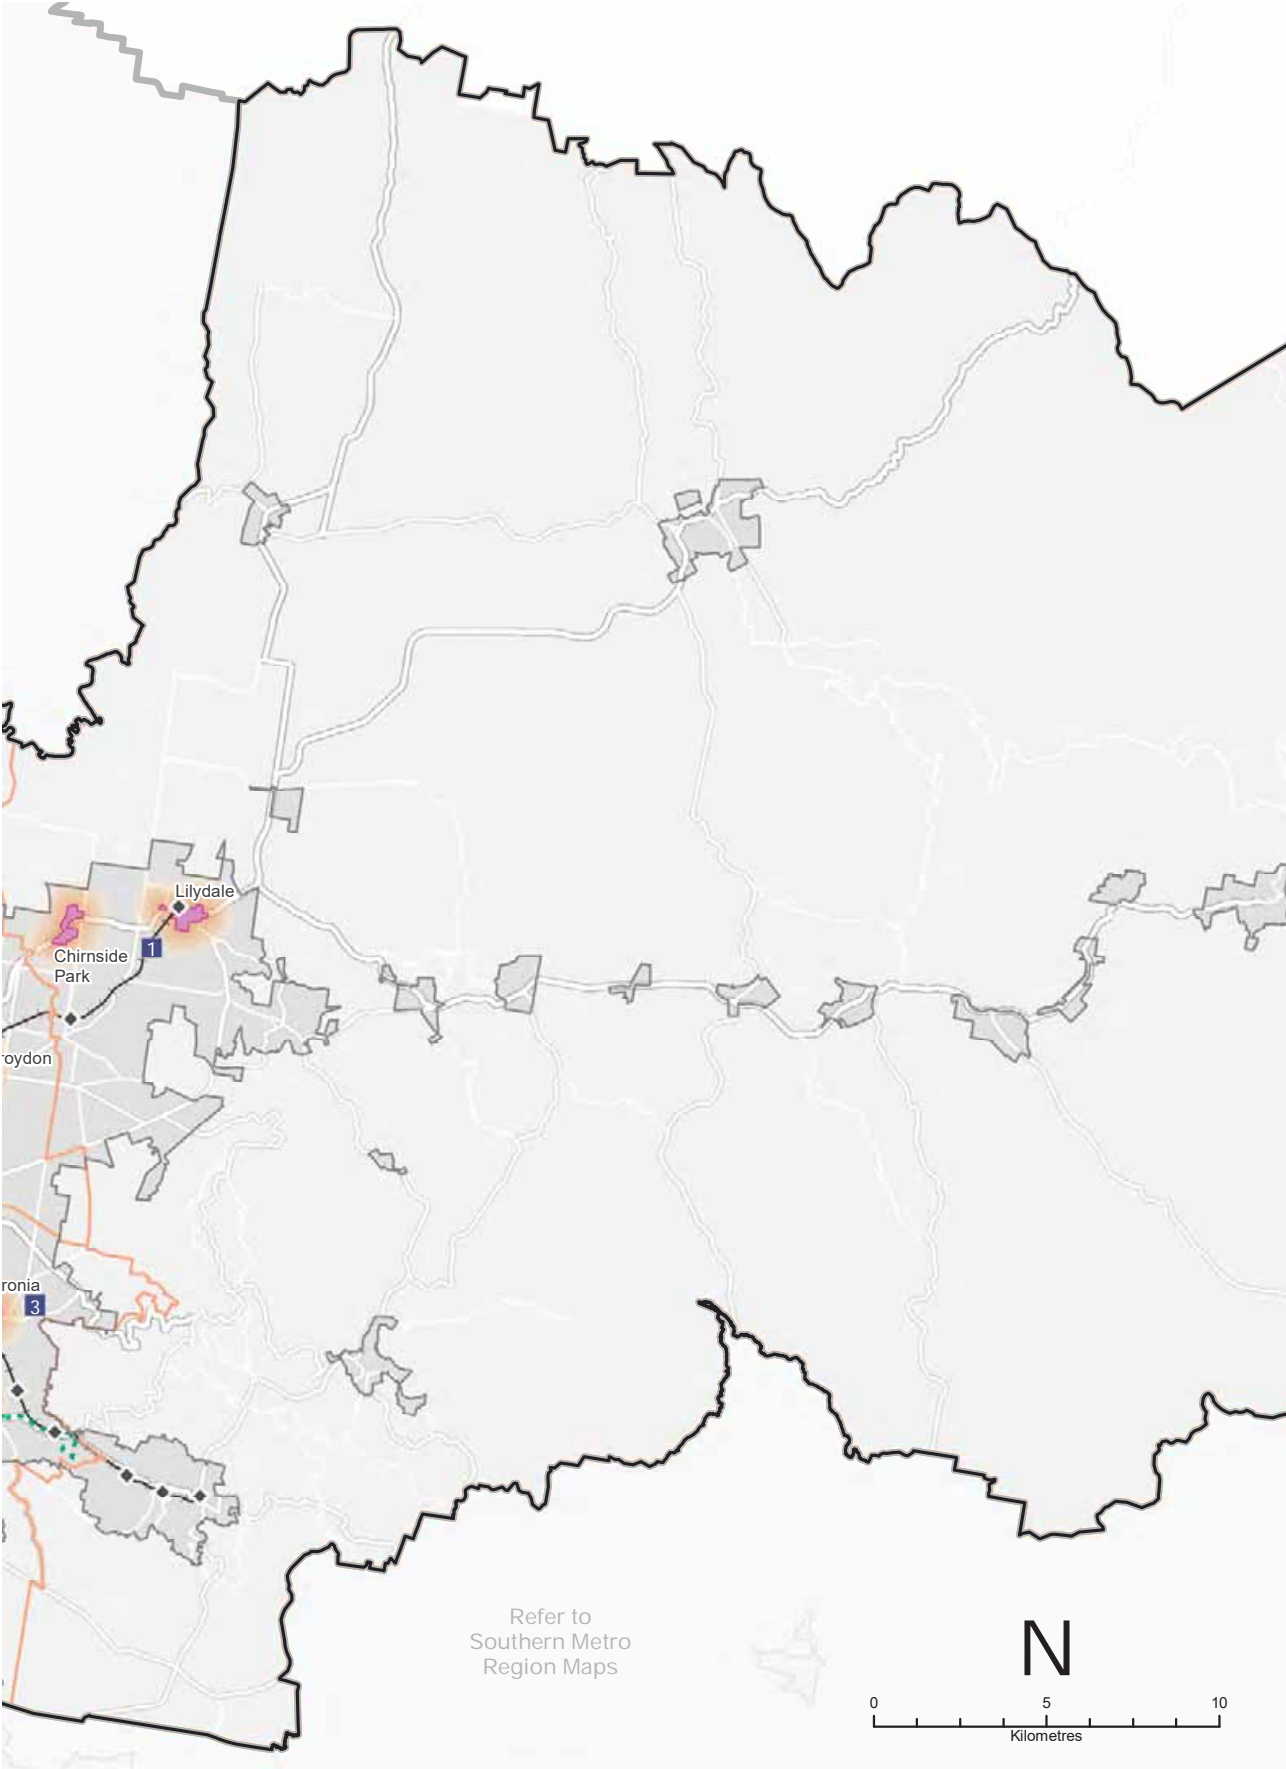 Lilydale
1
Chirnside
Park
roydon
ronia
3
Refer to
Southern Metro
Region Maps
N
0 5 10
Kilometres